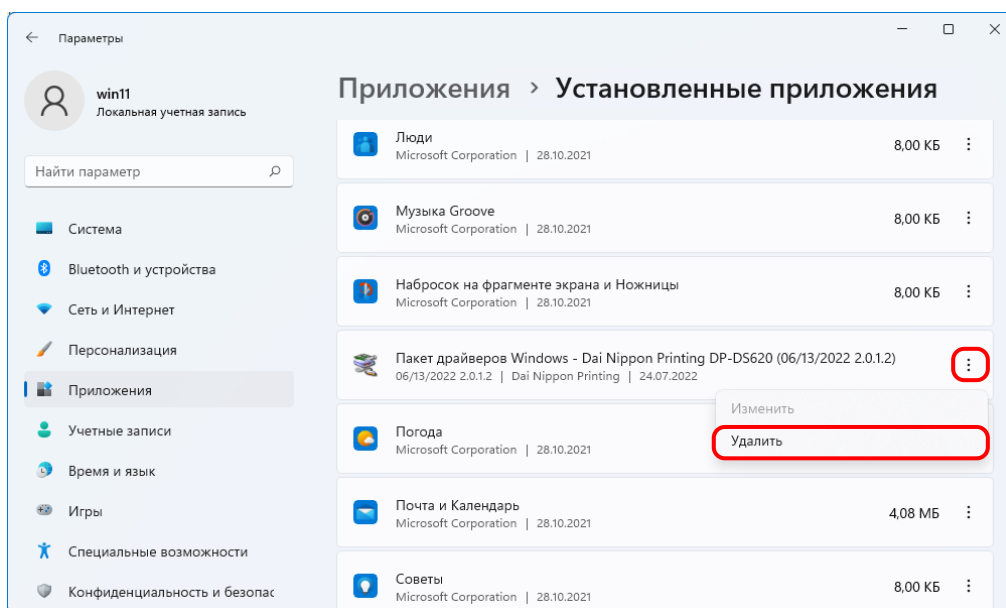 Параметры
win11
Локальная учетная запись
Найти параметр
Система
Bluetooth и устройства
Сеть и Интернет
Персонализация
Приложения
Учетные записи
Время и язык
Игры
Специальные возможности
Конфиденциальность и безопас
Приложения > Установленные приложения
Люди
Microsoft Corporation | 28.10.2021
8,00 КБ
Музыка Groove
Microsoft Corporation | 28.10.2021
8,00 КБ
Набросок на фрагменте экрана и Ножницы
Microsoft Corporation | 28.10.2021
8,00 КБ
Пакет драйверов Windows - Dai Nippon Printing DP-DS620 (06/13/2022 2.0.1.2)
06/13/2022 2.0.1.2 | Dai Nippon Printing | 24.07.2022
Изменить
Удалить
Погода
Microsoft Corporation | 28.10.2021
Почта и Календарь
Microsoft Corporation | 28.10.2021
4,08 МБ
Советы
Microsoft Corporation | 28.10.2021
8,00 КБ